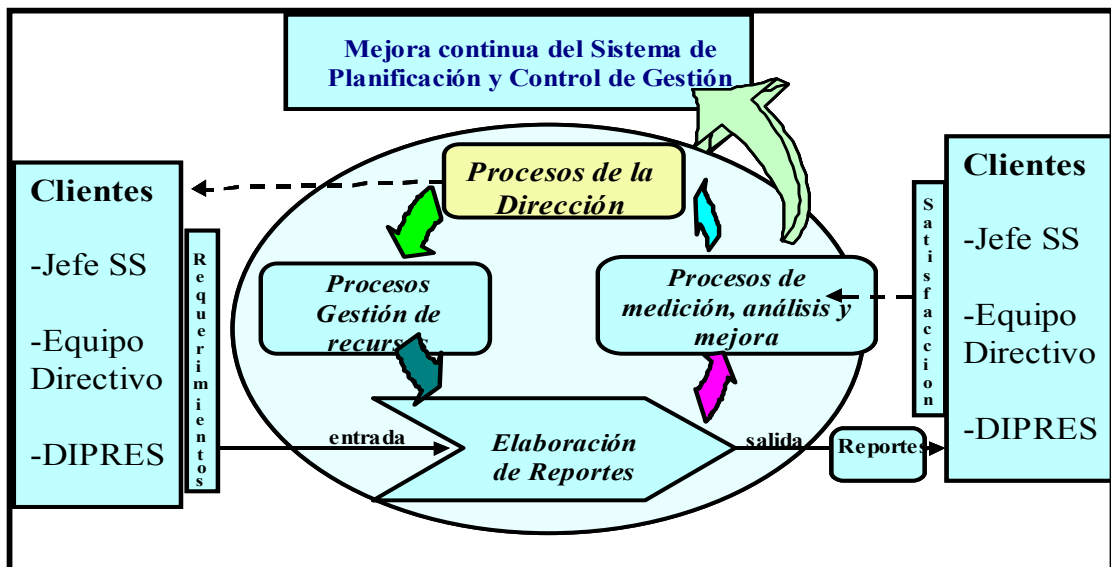 Mejora continua del Sistema de
Planificación y Control de Gestión
Clientes
-Jefe SS
-Equipo
Directivo
-DIPRES
Requerimientos
Procesos de la
Dirección
Procesos
Gestión de
recursos
Procesos de
medición, análisis y
mejora
entrada
Elaboración
de Reportes
salida
Reportes
Satisfaccion
Clientes
-Jefe SS
-Equipo
Directivo
-DIPRES